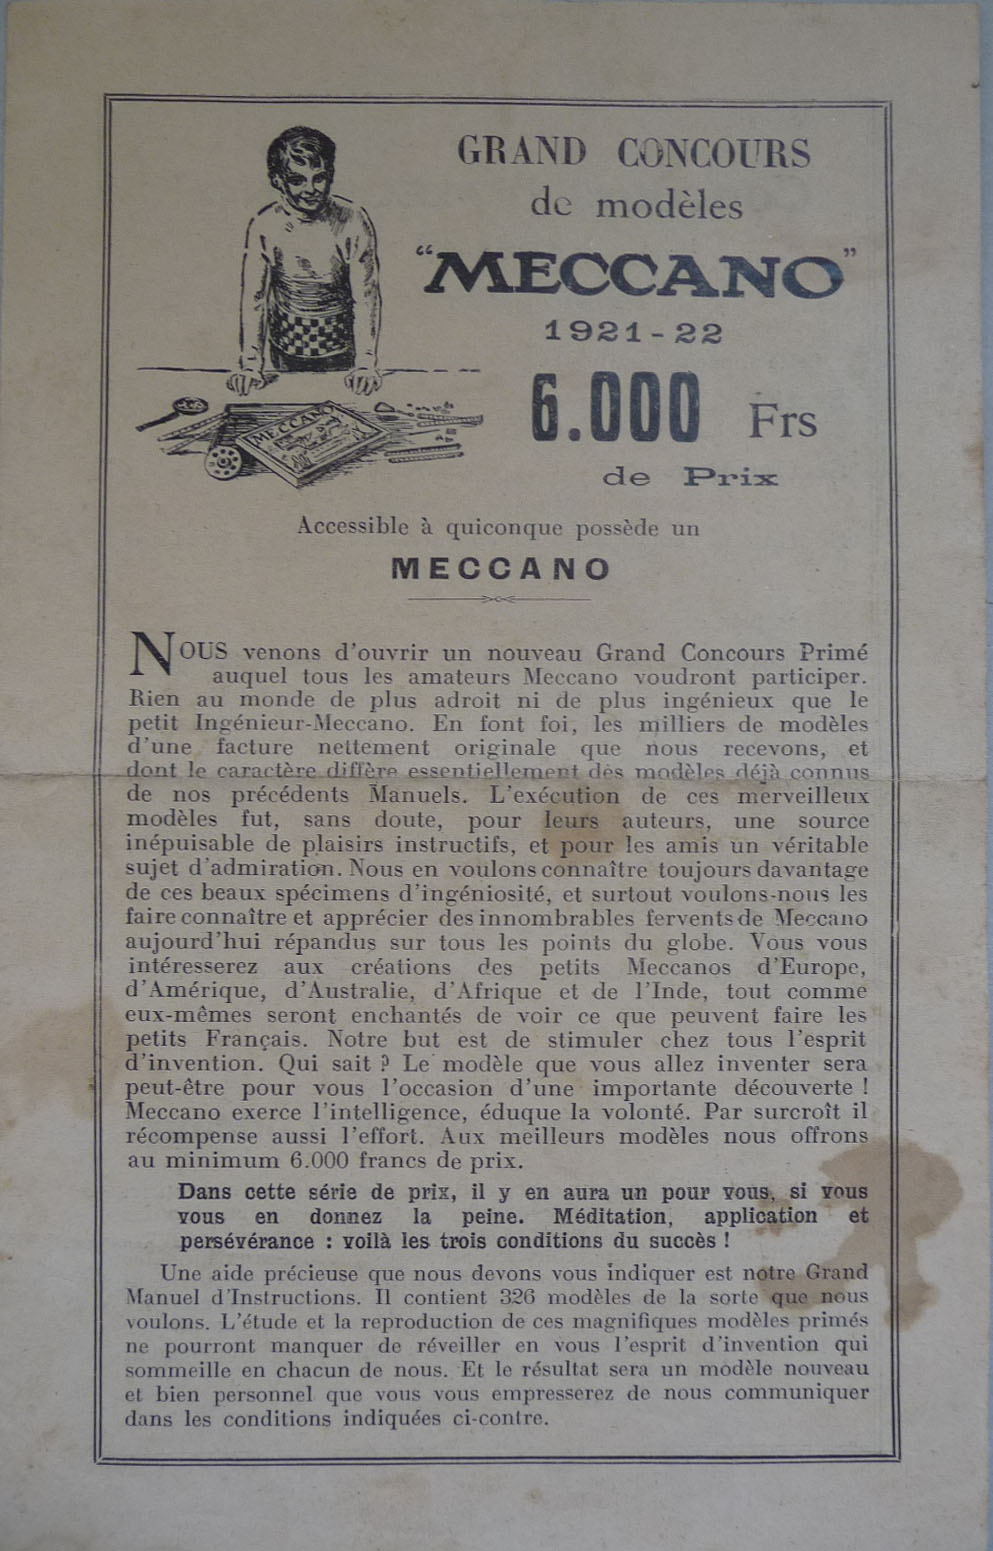 GRAND CONCOURS
de modèles
“MECCANO”
1921-22
6.000 Frs
de Prix
MECCANO
Accessible à quiconque possède un
MECCANO
NOUS venons d'ouvrir un nouveau Grand Concours Primé
auquel tous les amateurs Meccano voudront participer.
Rien au monde de plus adroit ni de plus ingénieux que le
petit Ingénieur-Meccano. En font foi, les milliers de modèles
d'une facture nettement originale que nous recevons, et
dont le caractère diffère essentiellement des modèles déjà connus
de nos précédents Manuels. L'exécution de ces merveilleux
modèles fut, sans doute, pour leurs auteurs, une source
inépuisable de plaisirs instructifs, et pour les amis un véritable
sujet d'admiration. Nous en voulons connaître toujours davantage
de ces beaux spécimens d'ingéniosité, et surtout voulons-nous les
faire connaître et apprécier des innombrables fervents de Meccano
aujourd'hui répandus sur tous les points du globe. Vous vous
intéresserez aux créations des petits Meccanos d'Europe,
d'Amérique, d'Australie, d'Afrique et de l'Inde, tout comme
eux-mêmes seront enchantés de voir ce que peuvent faire les
petits Français. Notre but est de stimuler chez tous l'esprit
d'invention. Qui sait ? Le modèle que vous allez inventer sera
peut-être pour vous l'occasion d'une importante découverte !
Meccano exerce l'intelligence, éduque la volonté. Par surcroît il
récompense aussi l'effort. Aux meilleurs modèles nous offrons
au minimum 6.000 francs de prix.
Dans cette série de prix, il y en aura un pour vous, si vous
vous en donnez la peine. Méditation, application et
persévérance : voilà les trois conditions du succès !
Une aide précieuse que nous devons vous indiquer est notre Grand
Manuel d'Instructions. Il contient 326 modèles de la sorte que nous
voulons. L'étude et la reproduction de ces magnifiques modèles primés
ne pourront manquer de réveiller en vous l'esprit d'invention qui
sommeille en chacun de nous. Et le résultat sera un modèle nouveau
et bien personnel que vous vous empresserez de nous communiquer
dans les conditions indiquées ci-contre.